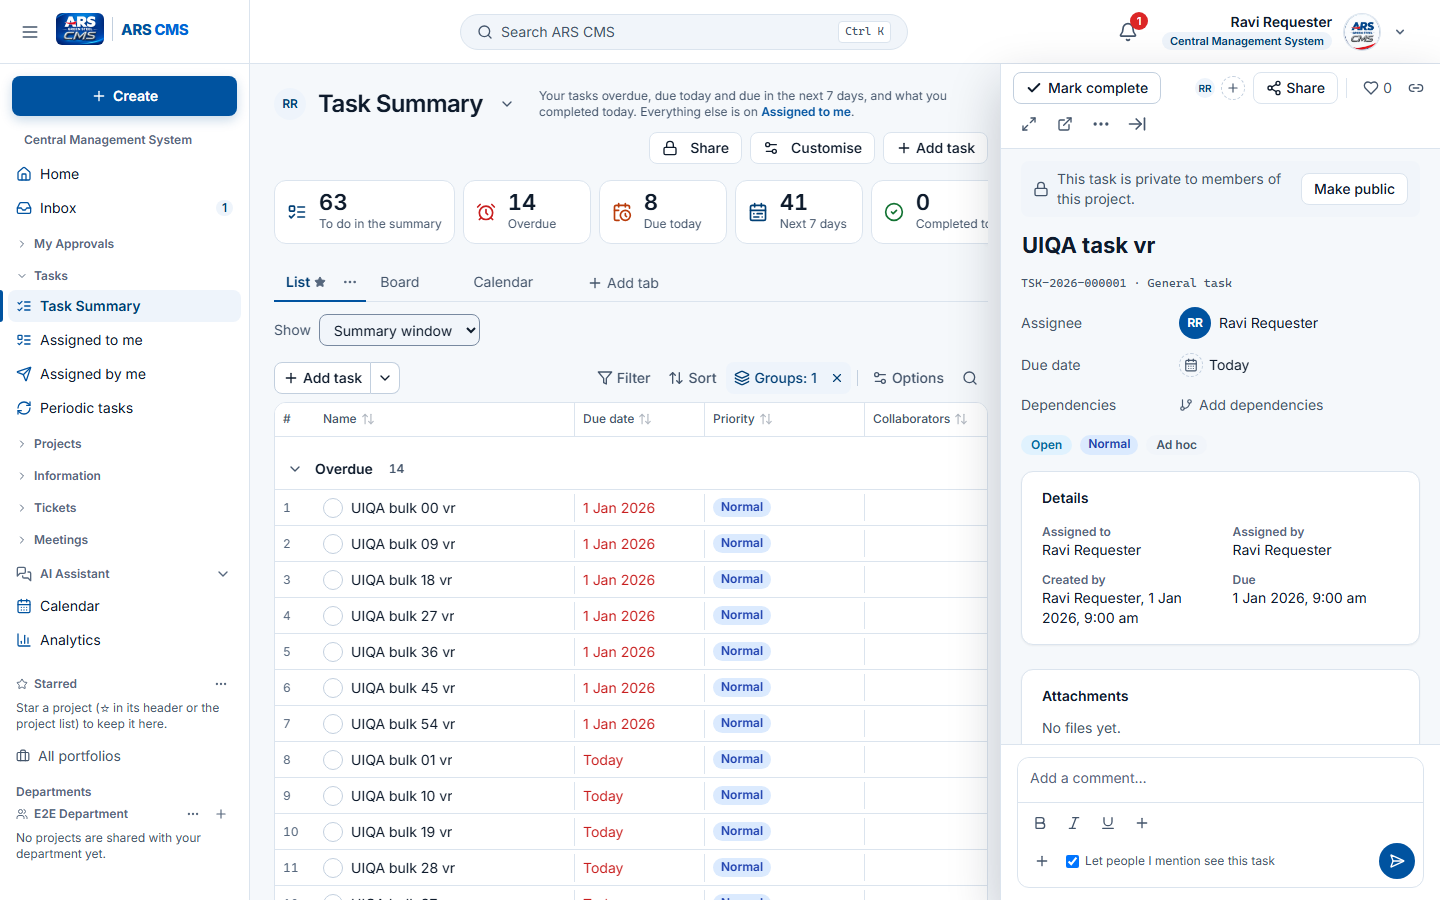 ARS
CMS
ARS CMS
Search ARS CMS
Ctrl K
1
Ravi Requester
Central Management System
ARS
CMS
Create
Central Management System
Home
Inbox
1
My Approvals
Tasks
Task Summary
Assigned to me
Assigned by me
Periodic tasks
Projects
Information
Tickets
Meetings
AI Assistant
Calendar
Analytics
Starred
Star a project (☆ in its header or the
project list) to keep it here.
All portfolios
Departments
E2E Department
No projects are shared with your
department yet.
RR
Task Summary
Your tasks overdue, due today and due in the next 7 days, and what you
completed today. Everything else is on Assigned to me.
Share
Customise
Add task
63
To do in the summary
14
Overdue
8
Due today
41
Next 7 days
0
Completed to
List
Board
Calendar
Add tab
Show
Summary window
Add task
Filter
Sort
Groups: 1
Options
# Name Due date Priority Collaborators
Overdue 14
1 UIQA bulk 00 vr 1 Jan 2026 Normal
2 UIQA bulk 09 vr 1 Jan 2026 Normal
3 UIQA bulk 18 vr 1 Jan 2026 Normal
4 UIQA bulk 27 vr 1 Jan 2026 Normal
5 UIQA bulk 36 vr 1 Jan 2026 Normal
6 UIQA bulk 45 vr 1 Jan 2026 Normal
7 UIQA bulk 54 vr 1 Jan 2026 Normal
8 UIQA bulk 01 vr Today Normal
9 UIQA bulk 10 vr Today Normal
10 UIQA bulk 19 vr Today Normal
11 UIQA bulk 28 vr Today Normal
Mark complete
RR
Share
0
This task is private to members of
this project.
Make public
UIQA task vr
TSK-2026-000001 · General task
Assignee
RR
Ravi Requester
Due date
Today
Dependencies
Add dependencies
Open
Normal
Ad hoc
Details
Assigned to
Ravi Requester
Assigned by
Ravi Requester
Created by
Ravi Requester, 1 Jan
2026, 9:00 am
Due
1 Jan 2026, 9:00 am
Attachments
No files yet.
Add a comment...
B I U
Let people I mention see this task